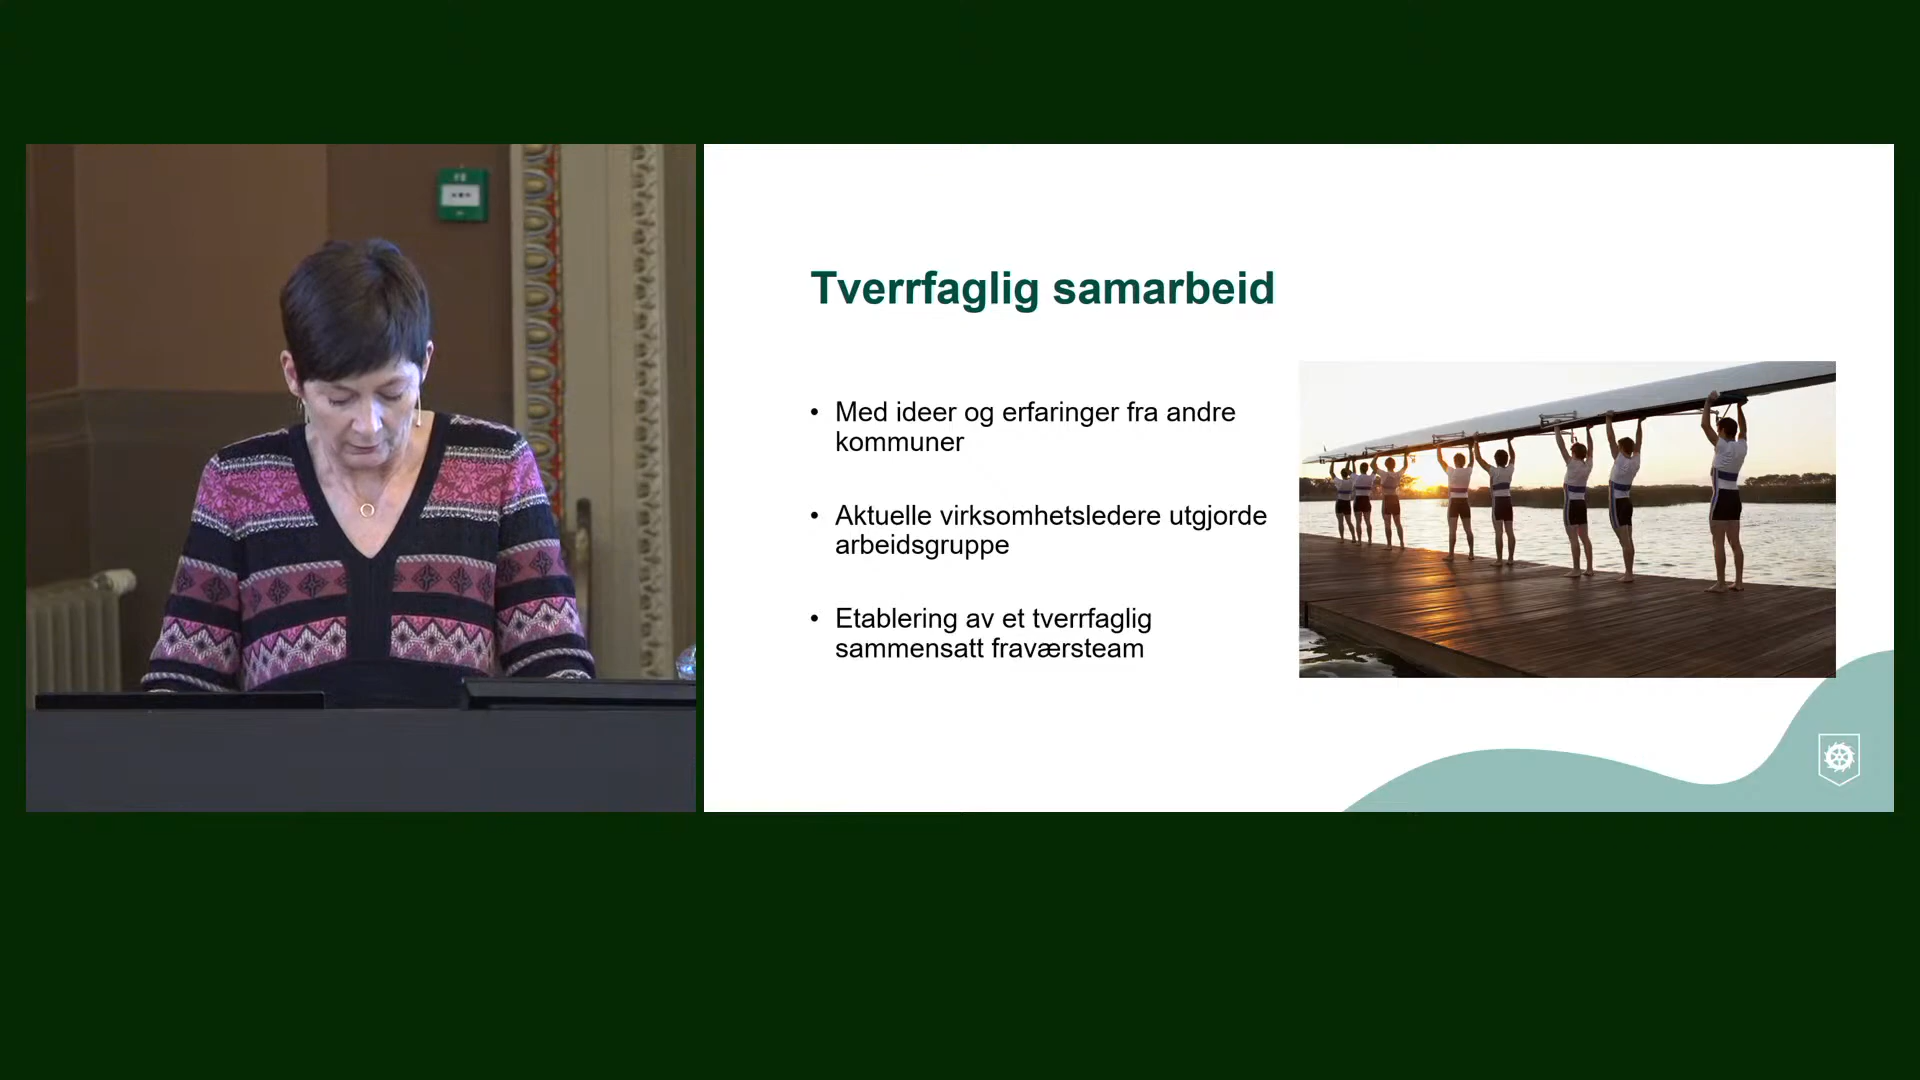 Tverrfaglig samarbeid
• Med ideer og erfaringer fra andre
kommuner
• Aktuelle virksomhetsledere utgjorde
arbeidsgruppe
• Etablering av et tverrfaglig
sammensatt fraværsteam